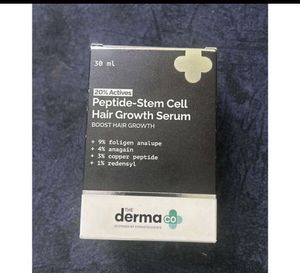 30 ml
20% Actives
Peptide-Stem Cell
Hair Growth Serum
BOOST HAIR GROWTH
+ 9% foligen analupe
+ 4% anagain
+ 3% copper peptide
+ 1% redensyl
THE
derma co